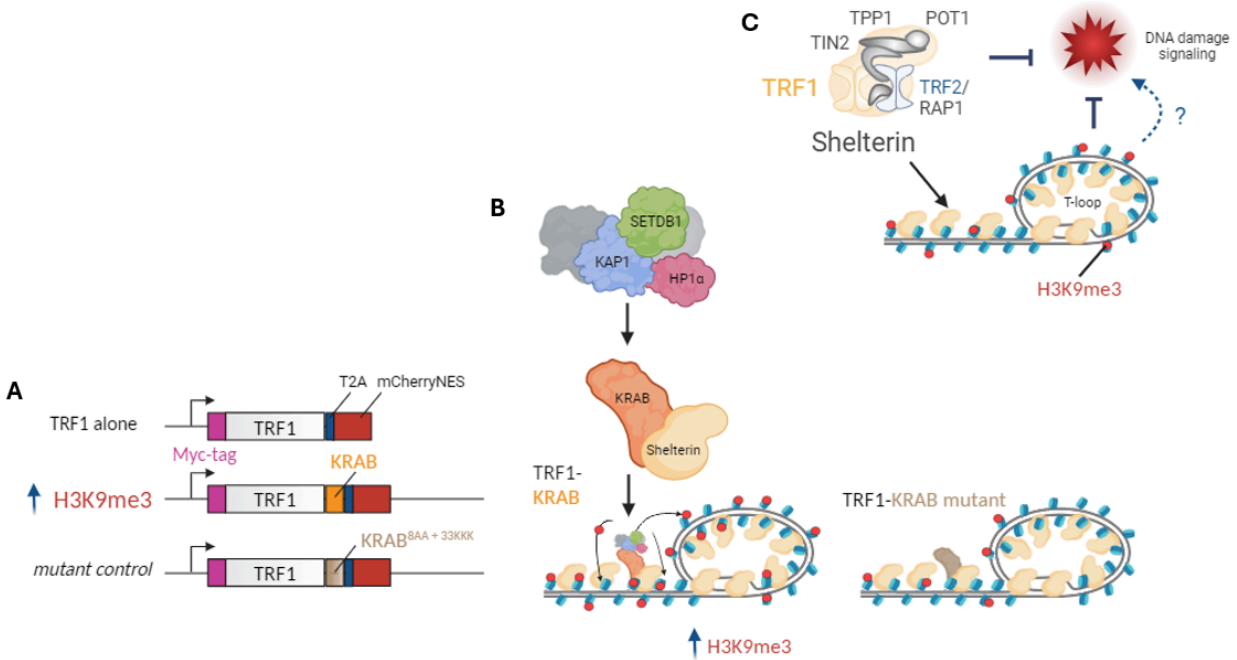 A
T2A mCherryNES
TRF1 alone
TRF1
Myc-tag
KRAB
H3K9me3
TRF1
KRAB8AA + 33KKK
mutant control
TRF1
B
SETDB1
KAP1
HP1α
KRAB
Shelterin
TRF1-
KRAB
H3K9me3
TRF1-KRAB mutant
C
TPP1 POT1
TIN2
TRF1
TRF2/
RAP1
Shelterin
DNA damage
signaling
?
T-loop
H3K9me3